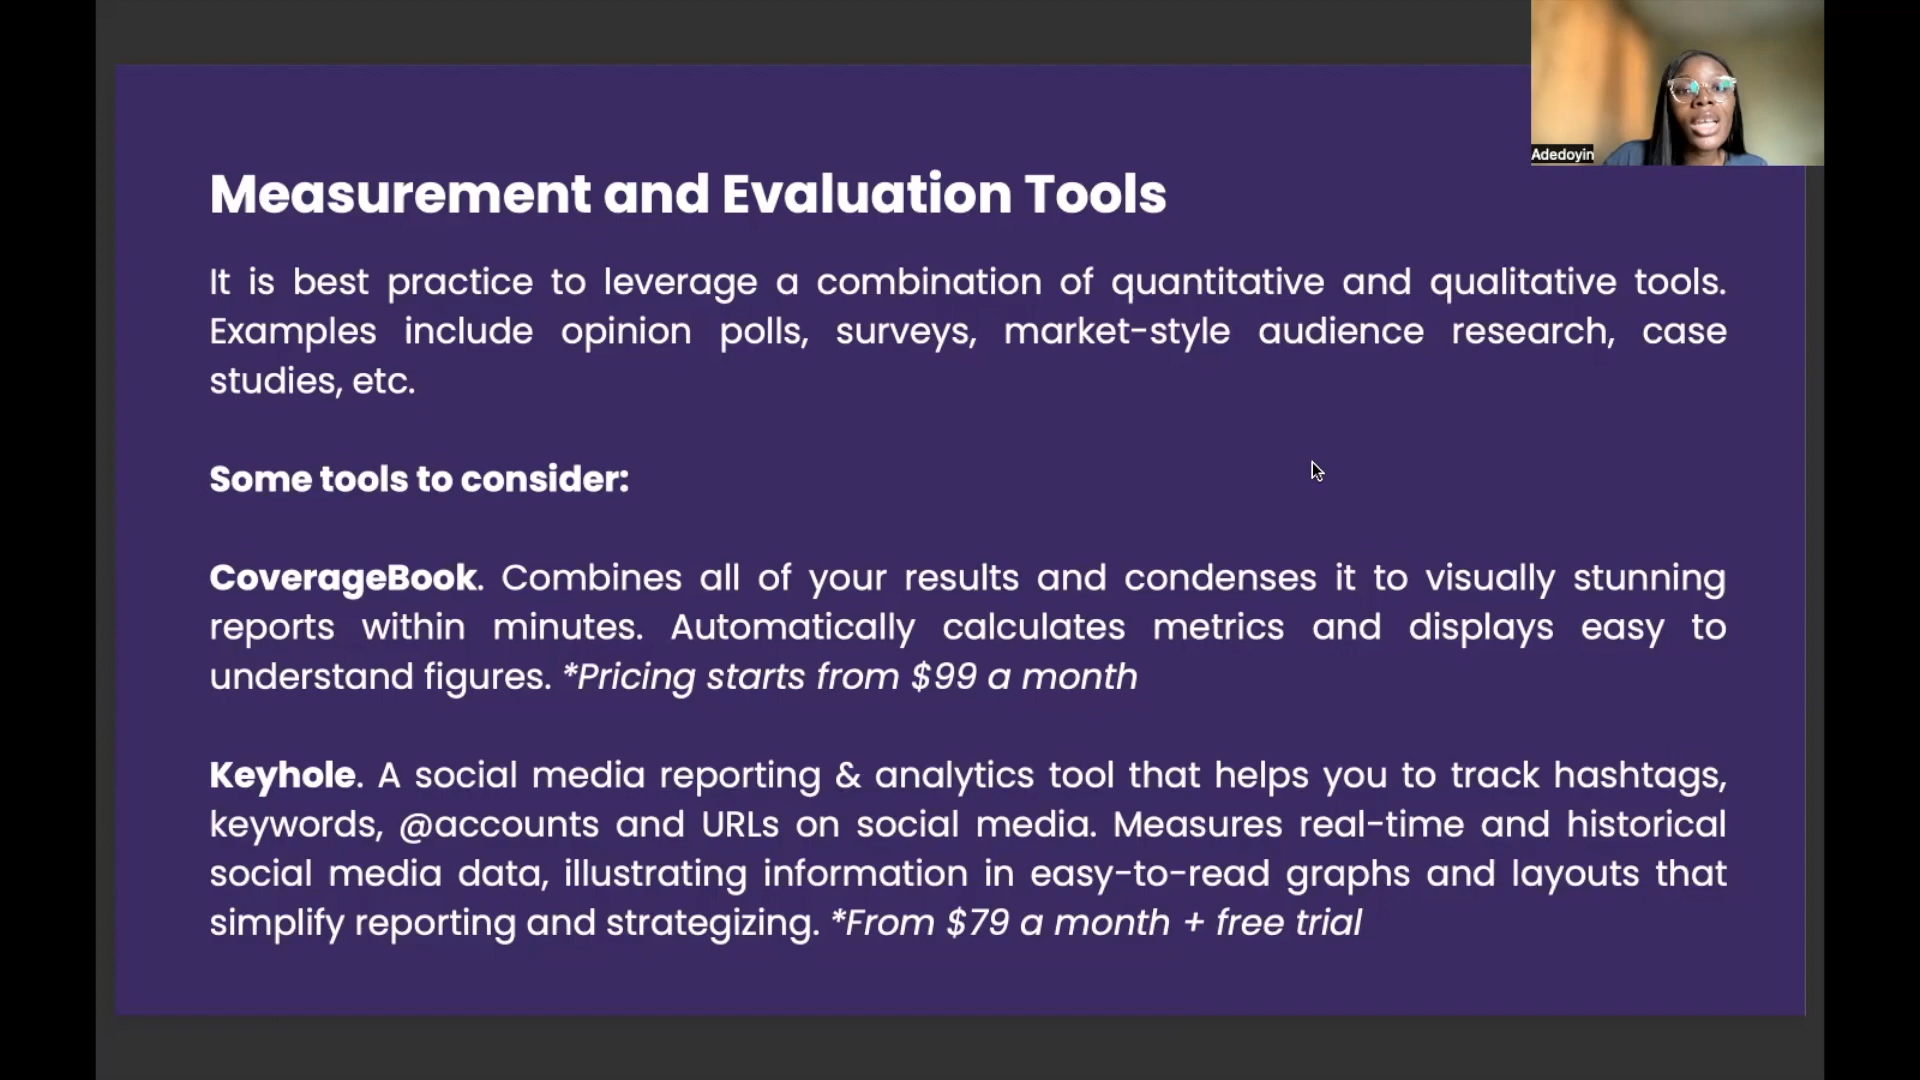 Adedoyin
Measurement and Evaluation Tools
It is best practice to leverage a combination of quantitative and qualitative tools.
Examples include opinion polls, surveys, market-style audience research, case
studies, etc.
Some tools to consider:
CoverageBook. Combines all of your results and condenses it to visually stunning
reports within minutes. Automatically calculates metrics and displays easy to
understand figures. *Pricing starts from $99 a month
Keyhole. A social media reporting & analytics tool that helps you to track hashtags,
keywords, @accounts and URLs on social media. Measures real-time and historical
social media data, illustrating information in easy-to-read graphs and layouts that
simplify reporting and strategizing. *From $79 a month + free trial